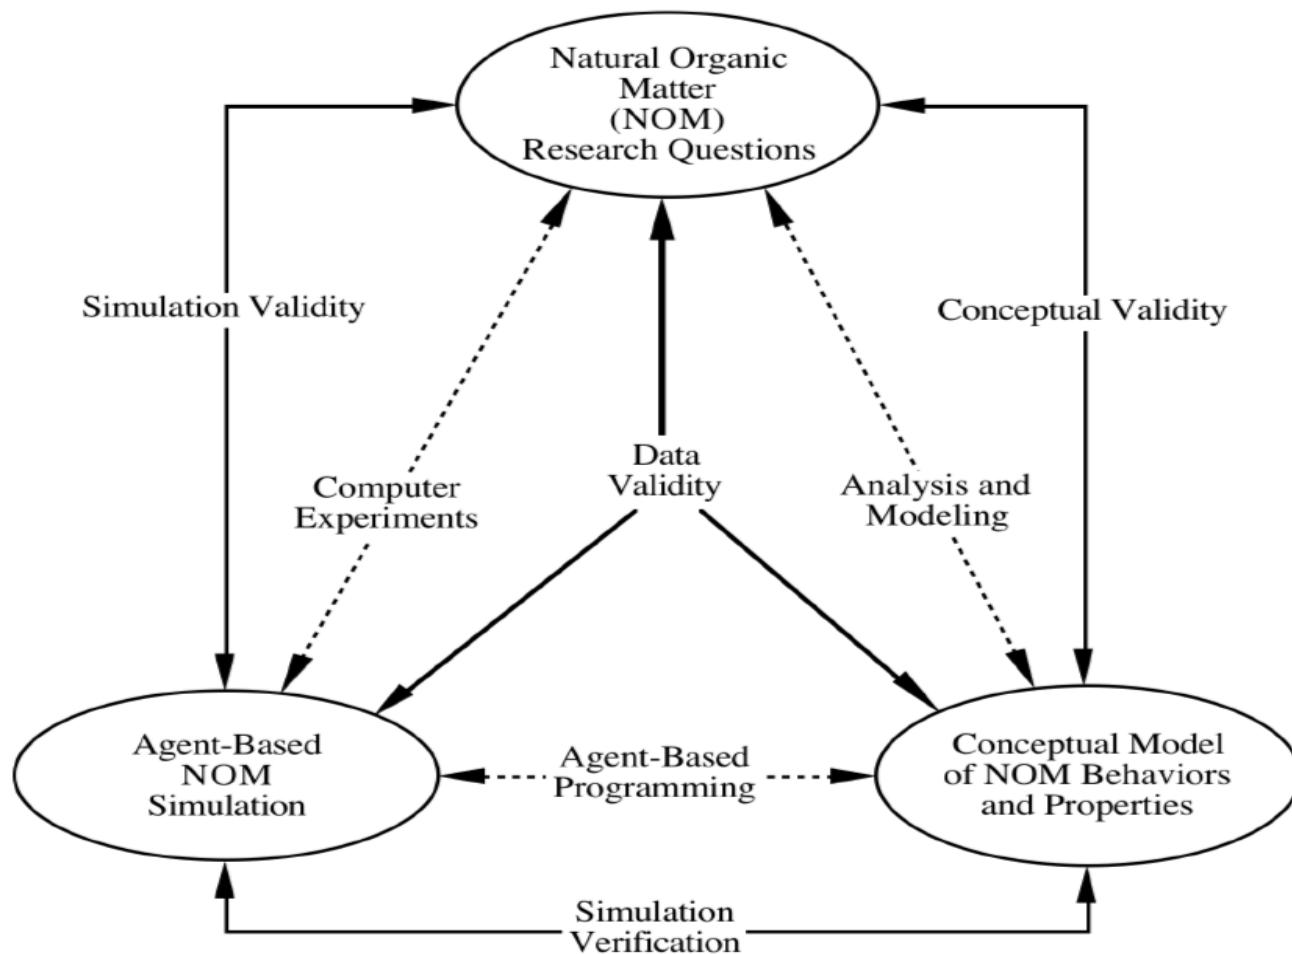 Natural Organic
Matter
(NOM)
Research Questions
Simulation Validity
Conceptual Validity
Data
Validity
Computer
Experiments
Analysis and
Modeling
Agent-Based
NOM
Simulation
Agent-Based
Programming
Conceptual Model
of NOM Behaviors
and Properties
Simulation
Verification